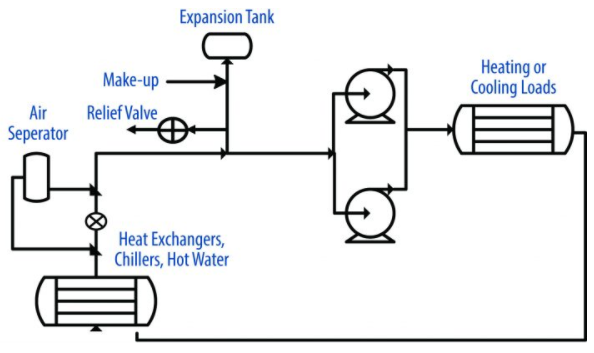 Expansion Tank
Make-up
Relief Valve
Heating or
Cooling Loads
Air
Seperator
Heat Exchangers,
Chillers, Hot Water